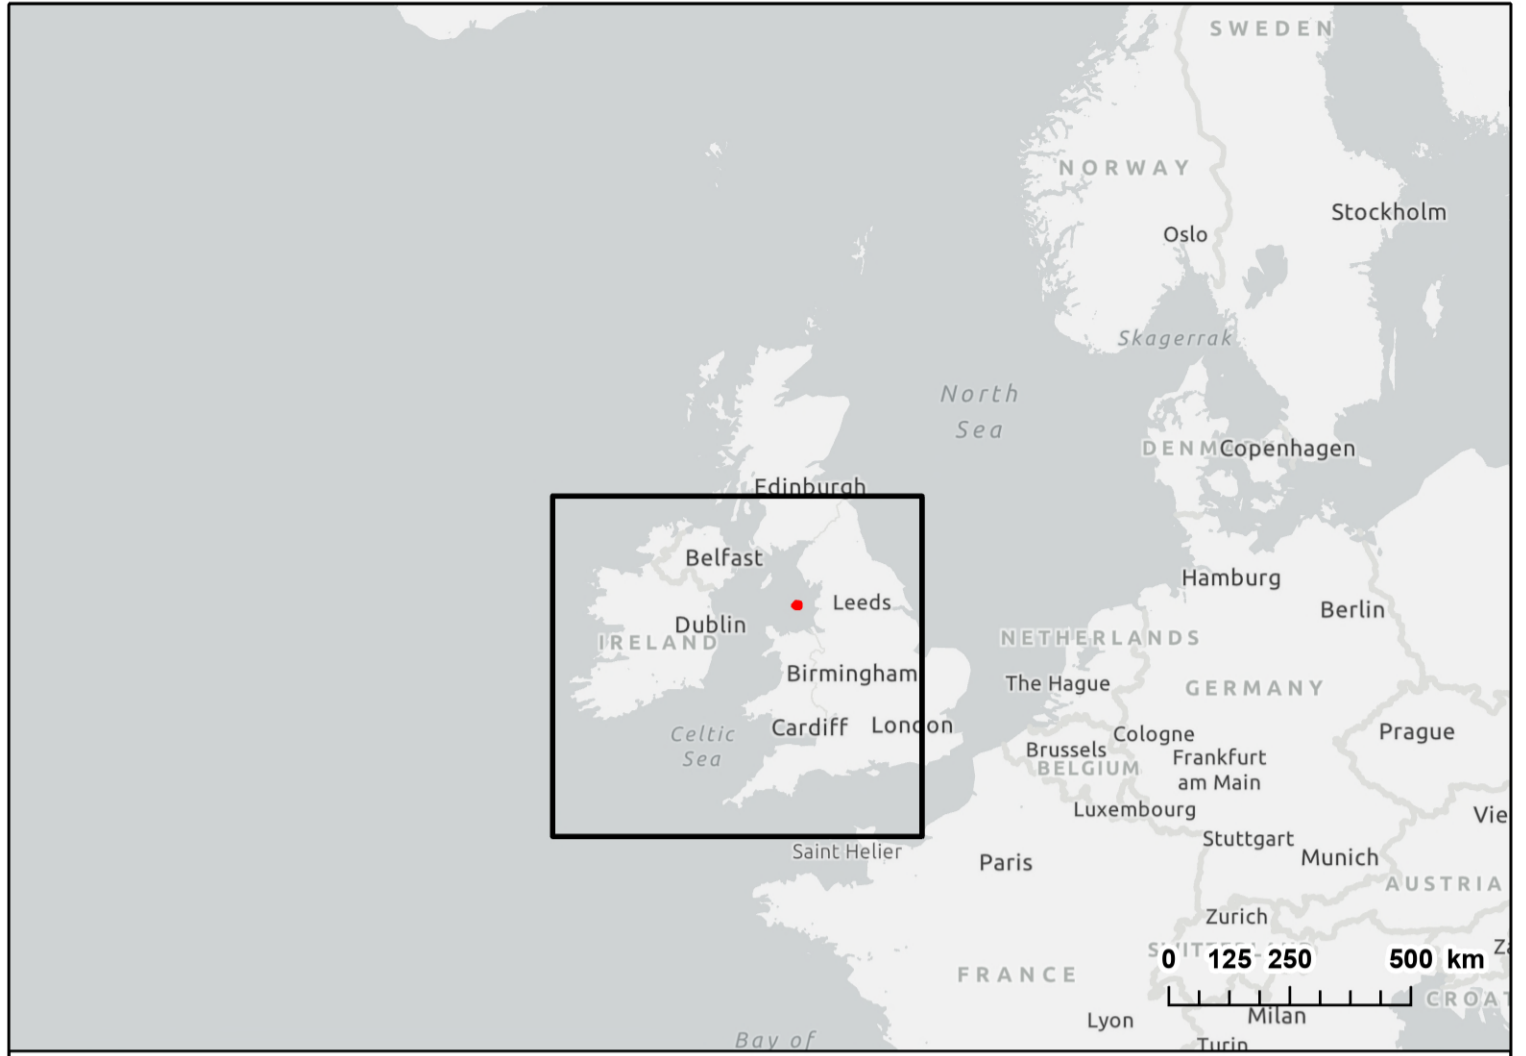 SWEDEN
NORWAY
Stockholm
Oslo
Skagerrak
North
Sea
DENM
Copenhagen
Edinburgh
Belfast
Hamburg
Leeds
Berlin
Dublin
IRELAND
NETHERLANDS
Birmingham
The Hague
GERMANY
Celtic
Sea
Cardiff
London
Cologne
Prague
Brussels
BELGIUM
Frankfurt
am Main
Luxembourg
Vie
Stuttgart
Saint Helier
Paris
Munich
AUSTRIA
Zurich
0 125 250 500 km
FRANCE
CROAT
Lyon
Milan
Bay of
Turin